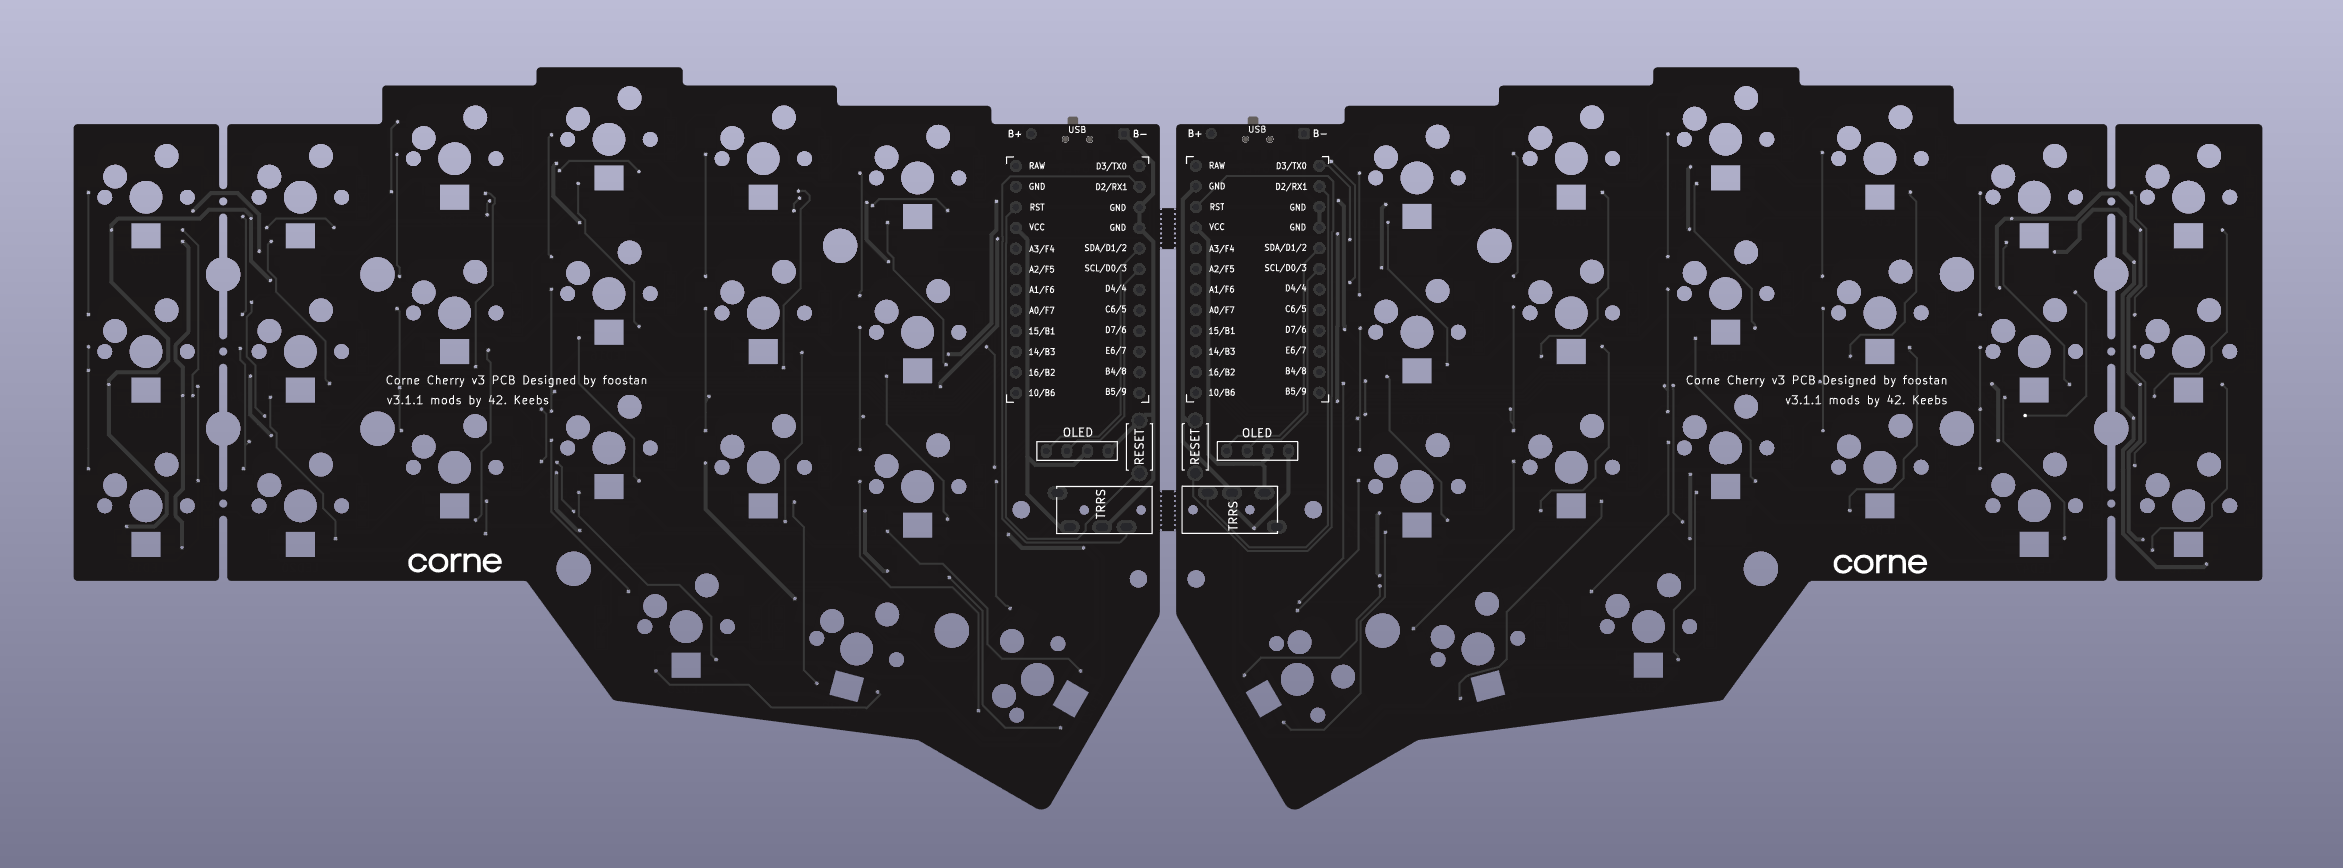 B+ USB B-
RAW D3/TX0
GND D2/RX1
RST GND
VCC GND
A3/F4 SDA/D1/2
A2/F5 SCL/D0/3
A1/F6 D4/4
A0/F7 C6/5
15/B1 D7/6
14/B3 E6/7
16/B2 B4/8
10/B6 B5/9
OLED
RESET
TRRS
B+ USB B-
RAW D3/TX0
GND D2/RX1
RST GND
VCC GND
A3/F4 SDA/D1/2
A2/F5 SCL/D0/3
A1/F6 D4/4
A0/F7 C6/5
15/B1 D7/6
14/B3 E6/7
16/B2 B4/8
10/B6 B5/9
RESET
OLED
TRRS
Corne Cherry v3 PCB Designed by foostan
v3.1.1 mods by 42. Keebs
Corne Cherry v3 PCB Designed by foostan
v3.1.1 mods by 42. Keebs
corne
corne